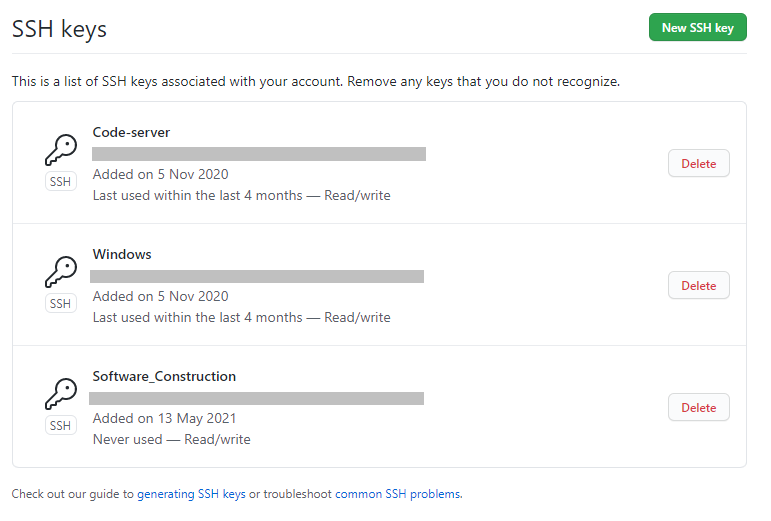 SSH keys
New SSH key
This is a list of SSH keys associated with your account. Remove any keys that you do not recognize.
Code-server
SSH
Added on 5 Nov 2020
Last used within the last 4 months — Read/write
Delete
Windows
SSH
Added on 5 Nov 2020
Last used within the last 4 months — Read/write
Delete
Software_Construction
SSH
Added on 13 May 2021
Never used — Read/write
Delete
Check out our guide to generating SSH keys or troubleshoot common SSH problems.